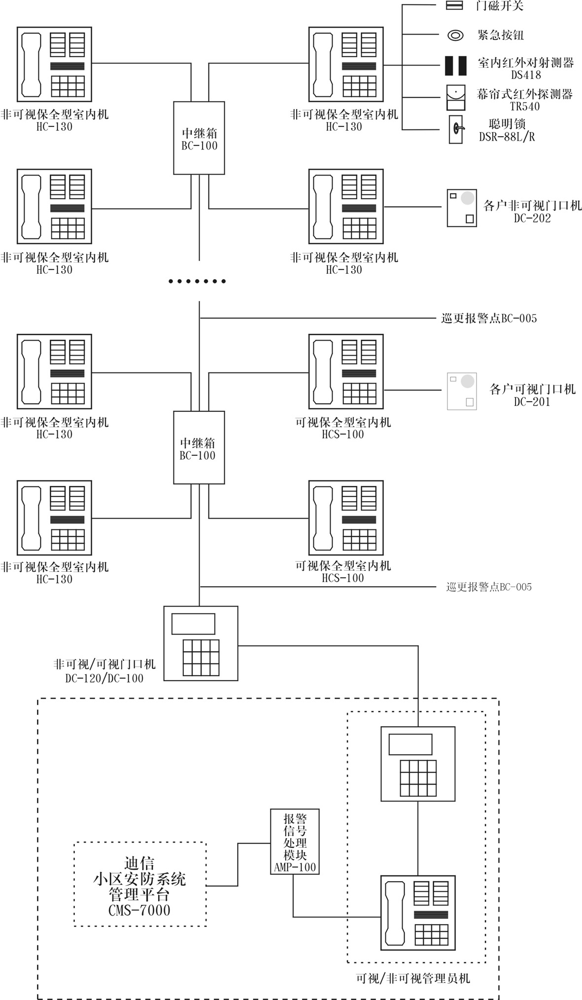 门磁开关
紧急按钮
室内红外对射测器
DS418
幕帘式红外探测器
TR540
聪明锁
DSR-88L/R
非可视保全型室内机
HC-130
非可视保全型室内机
HC-130
中继箱
BC-100
各户非可视门口机
DC-202
非可视保全型室内机
HC-130
非可视保全型室内机
HC-130
巡更报警点BC-005
各户可视门口机
DC-201
非可视保全型室内机
HC-130
可视保全型室内机
HCS-100
中继箱
BC-100
非可视保全型室内机
HC-130
可视保全型室内机
HCS-100
巡更报警点BC-005
非可视/可视门口机
DC-120/DC-100
报警
信号
处理
模块
AMP-100
迪信
小区安防系统
管理平台
CMS-7000
可视/非可视管理员机